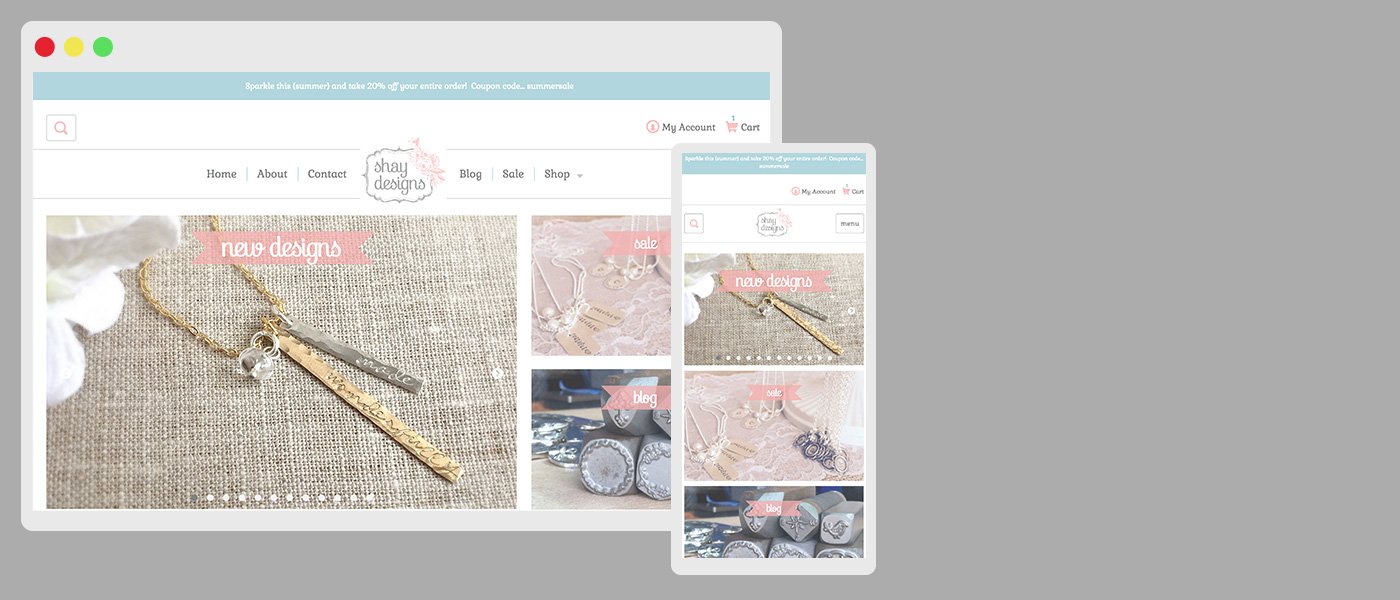 Sparkle this (summer) and take 20% off your entire order! Coupon code... summersale
1
My Account Cart
Home About Contact
shay
designs
Blog Sale Shop
new designs
sale
blog
Sparkle this (summer) and take 20% off your entire order! Coupon code...
summersale
1
My Account Cart
shay
designs
menu
new designs
sale
blog